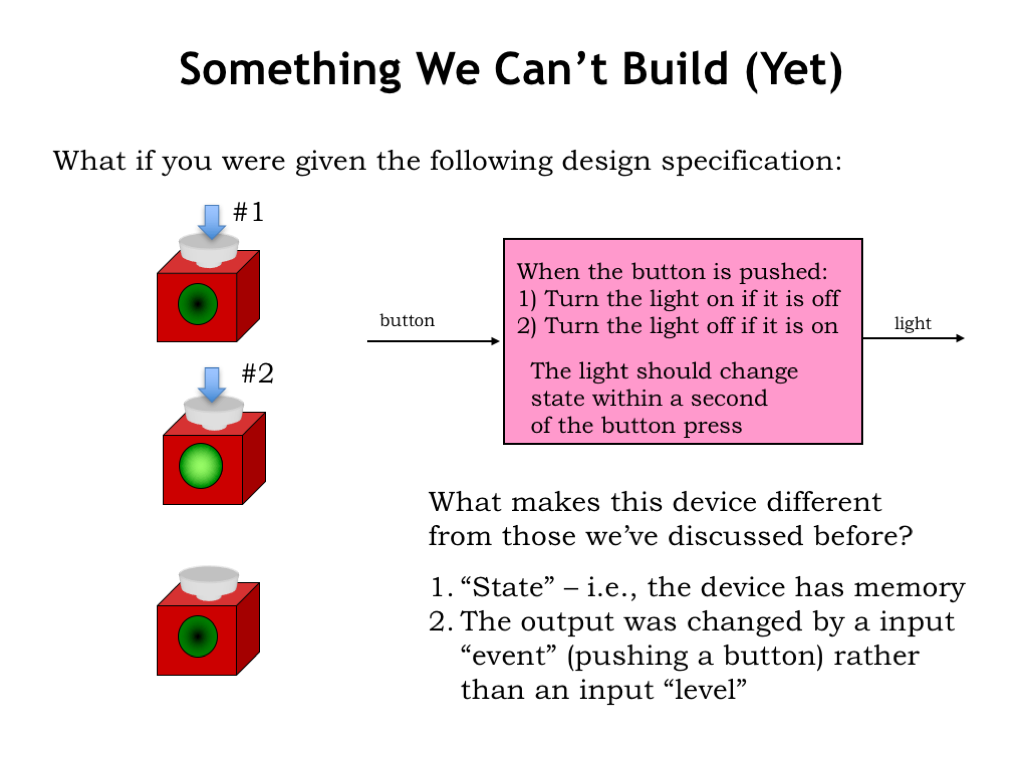 Something We Can’t Build (Yet)
What if you were given the following design specification:
#1
#2
button
When the button is pushed:
1) Turn the light on if it is off
2) Turn the light off if it is on
The light should change
state within a second
of the button press
light
What makes this device different
from those we’ve discussed before?
1. “State” – i.e., the device has memory
2. The output was changed by a input
“event” (pushing a button) rather
than an input “level”